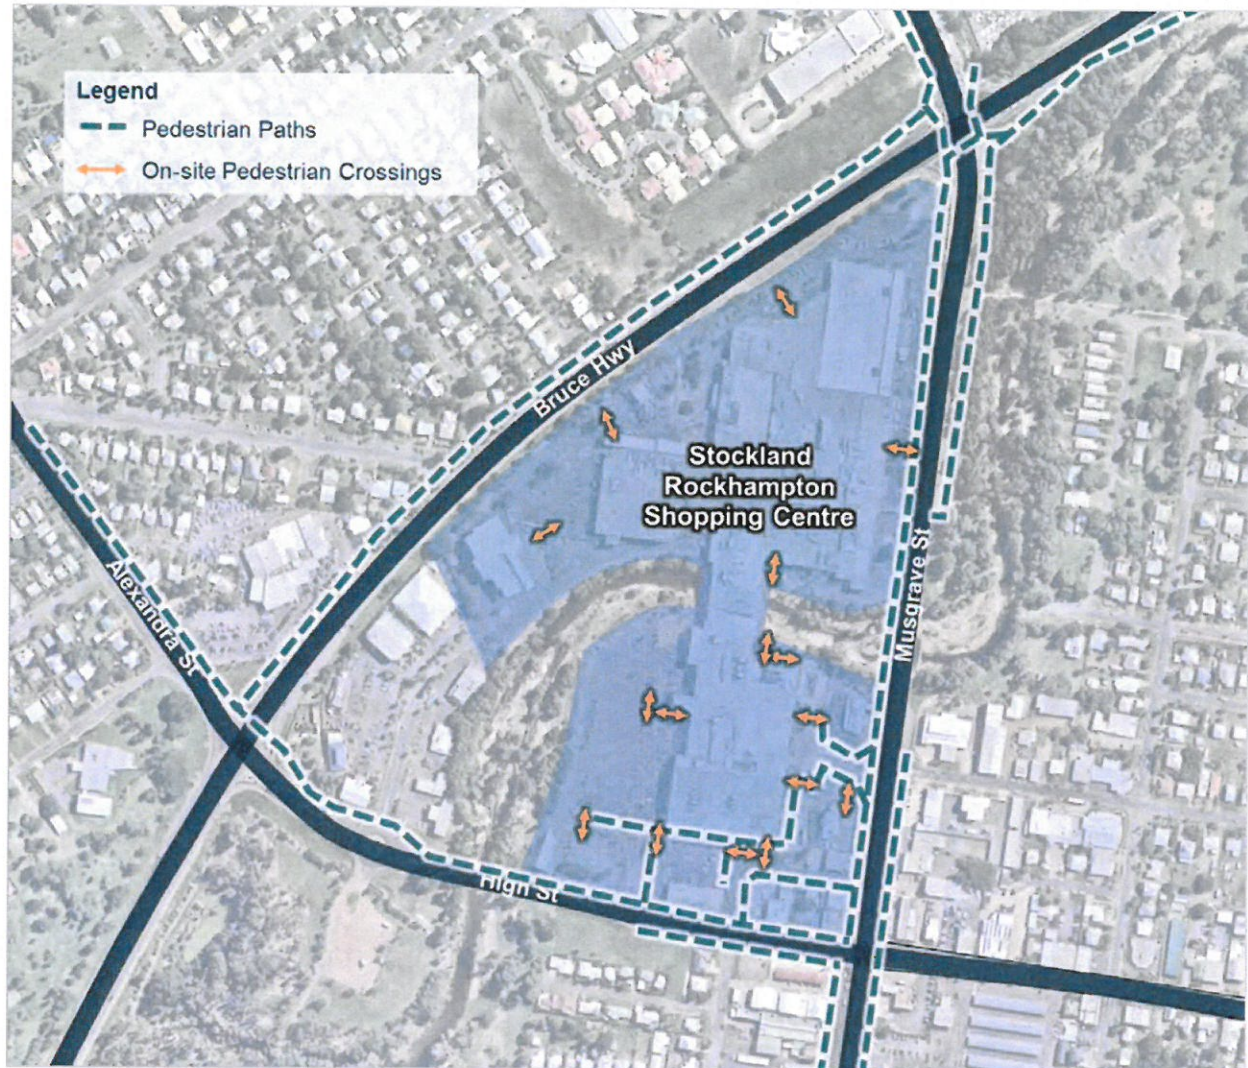 Legend
Pedestrian Paths
On-site Pedestrian Crossings
Bruce Hwy
Stockland
Rockhampton
Shopping Centre
Musgrave St
Alexandra St
High St